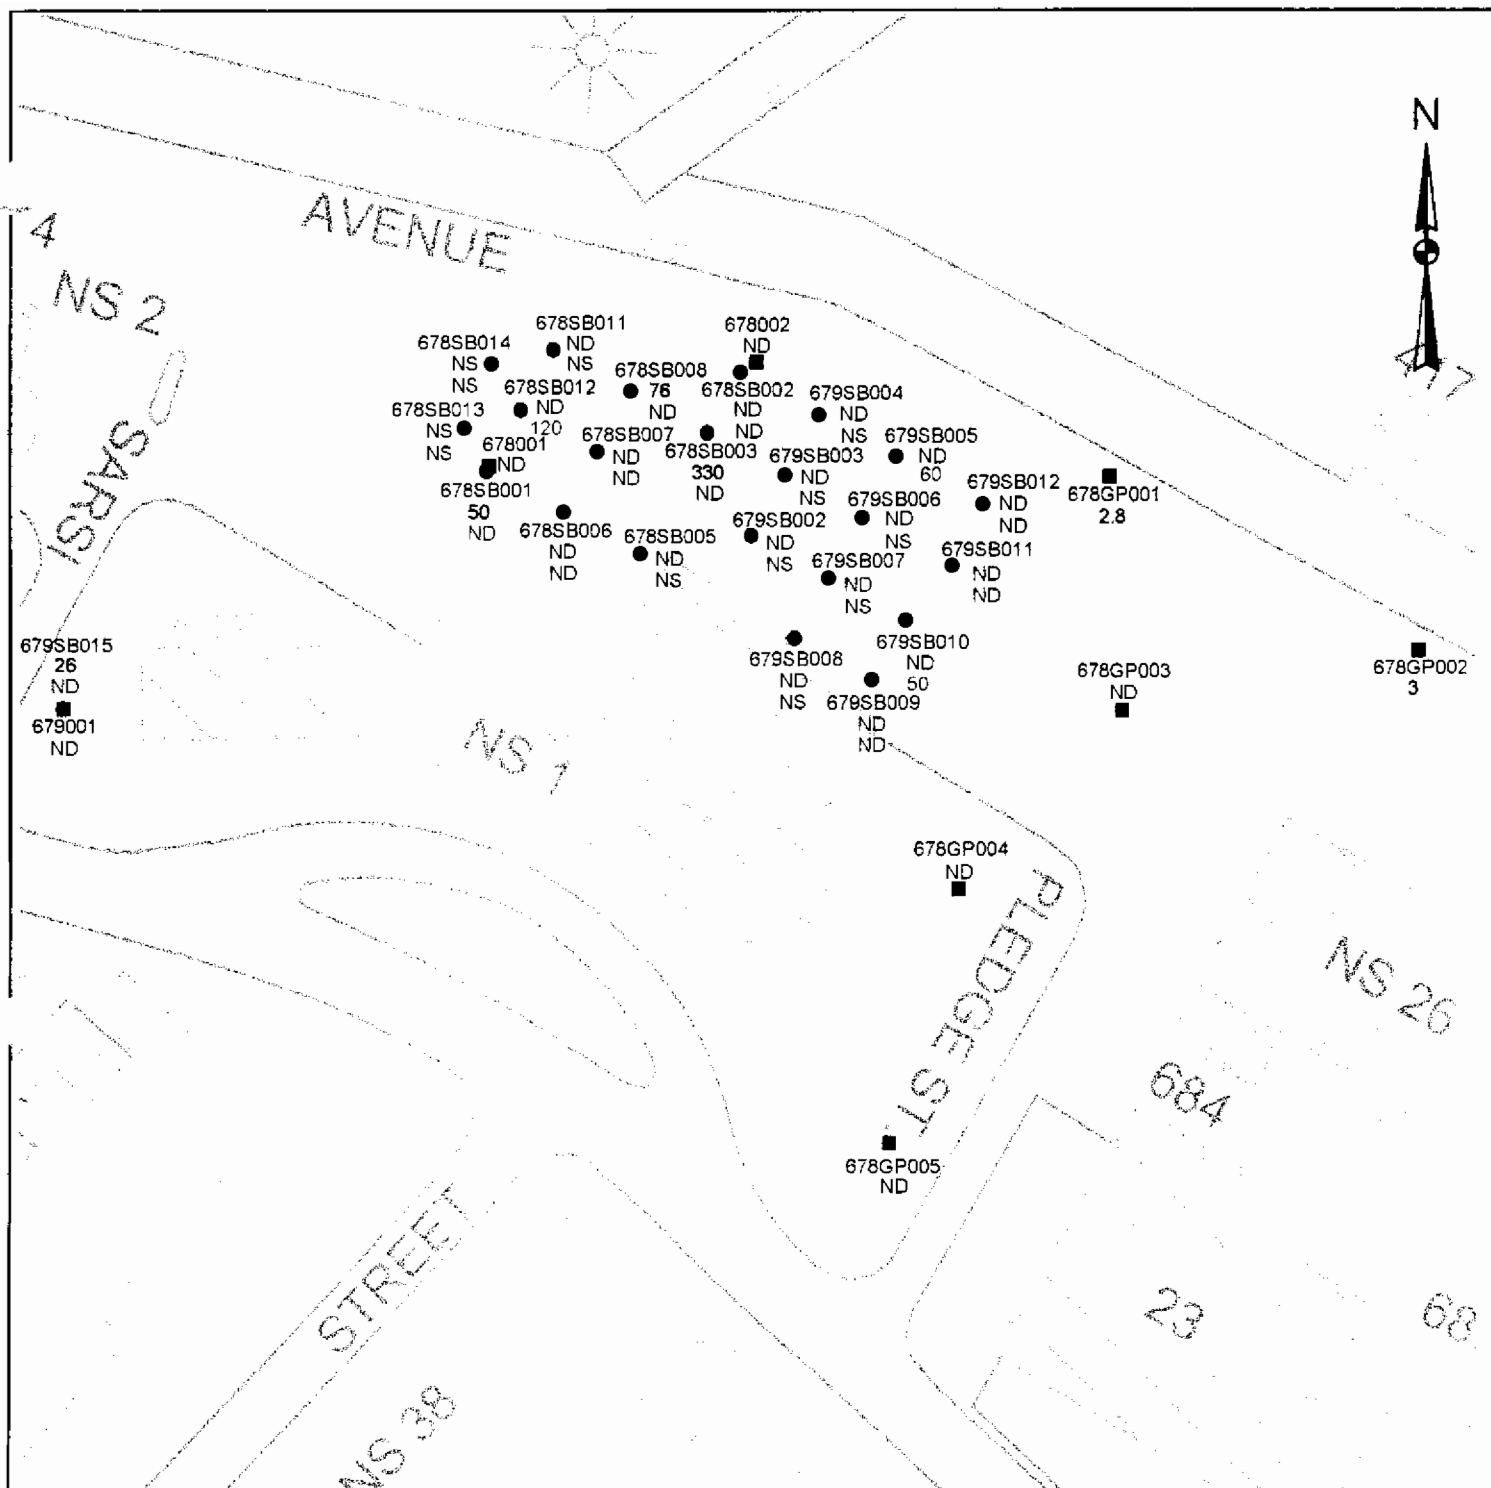 N
AVENUE
4
NS 2
417
SARSI
678SB014
NS
NS
678SB011
ND
NS
678002
ND
678SB008
76
ND
678SB002
ND
ND
678SB012
ND
120
679SB004
ND
NS
678SB013
NS
NS
678001
ND
678SB001
50
ND
678SB007
ND
ND
678SB003
330
ND
679SB003
ND
NS
679SB005
ND
60
679SB012
ND
ND
678GP001
2.8
679SB006
ND
NS
678SB006
ND
ND
678SB005
ND
NS
679SB002
ND
NS
679SB007
ND
NS
679SB011
ND
ND
679SB010
ND
50
679SB008
ND
NS
679SB009
ND
ND
679SB015
26
ND
679001
ND
678GP003
ND
678GP002
3
NS 1
678GP004
ND
PLEDGE ST.
NS 26
684
678GP005
ND
STREET
23
68
NS 38